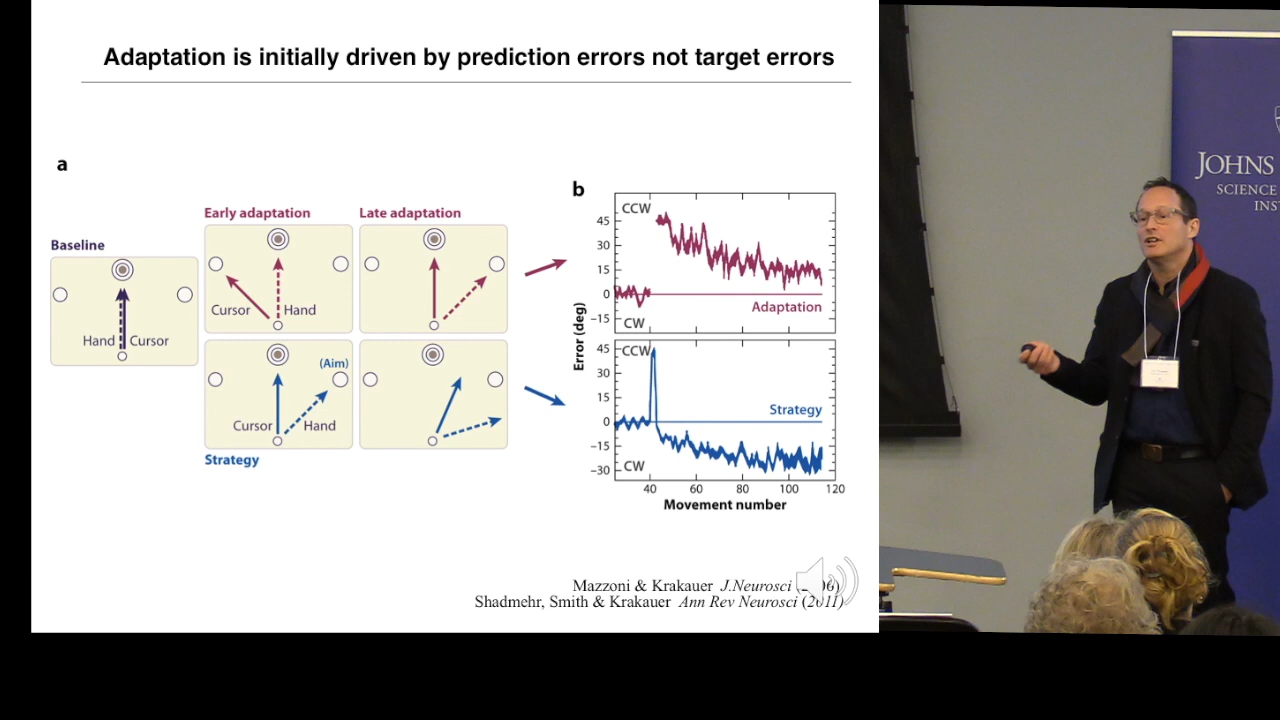 Adaptation is initially driven by prediction errors not target errors
a
Baseline
Hand
Cursor
Early adaptation
Cursor
Hand
Late adaptation
(Aim)
Cursor
Hand
Strategy
b
CCW
45
30
15
0
−15
CW
Adaptation
Error (deg)
CCW
45
30
15
0
−15
−30
CW
Strategy
40
60
80
100
120
Movement number
Mazzoni & Krakauer J.Neurosci
Shadmehr, Smith & Krakauer Ann Rev Neurosci (2011)
JOHNS
SCIENCE